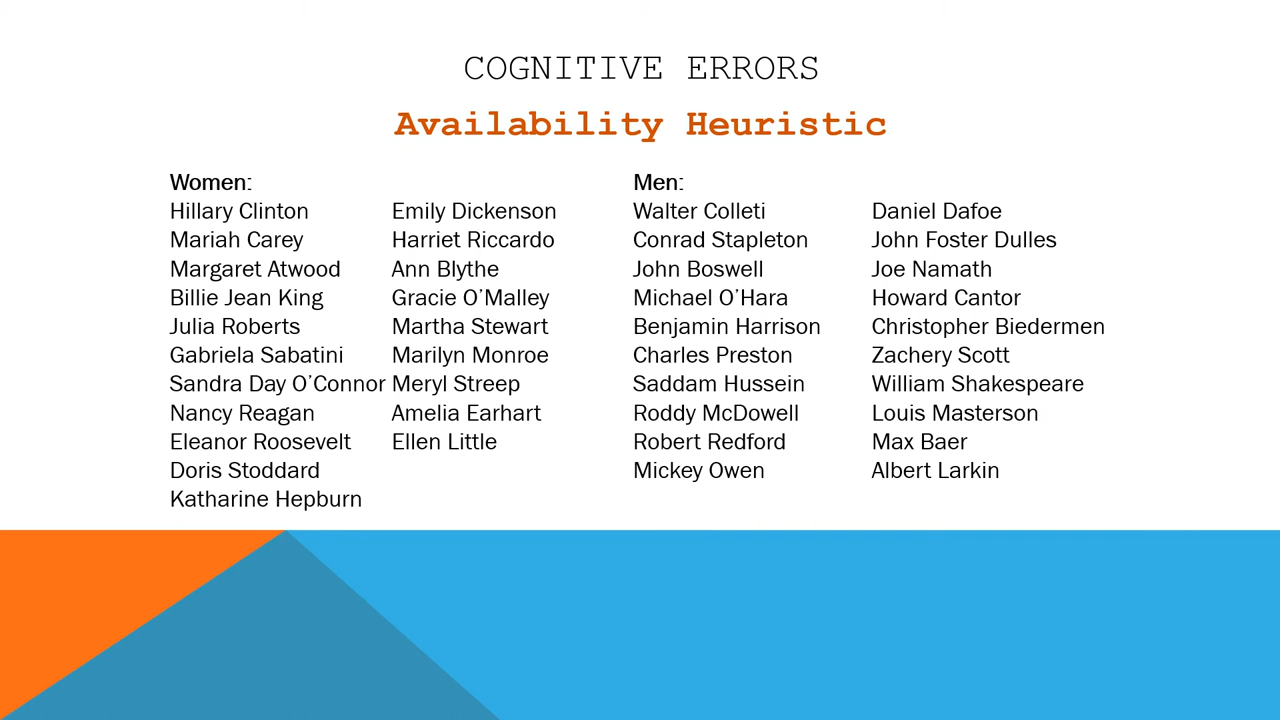 COGNITIVE ERRORS
Availability Heuristic
Women:
Hillary Clinton
Mariah Carey
Margaret Atwood
Billie Jean King
Julia Roberts
Gabriela Sabatini
Sandra Day O’Connor
Nancy Reagan
Eleanor Roosevelt
Doris Stoddard
Katharine Hepburn
Emily Dickenson
Harriet Riccardo
Ann Blythe
Gracie O’Malley
Martha Stewart
Marilyn Monroe
Meryl Streep
Amelia Earhart
Ellen Little
Men:
Walter Colleti
Conrad Stapleton
John Boswell
Michael O’Hara
Benjamin Harrison
Charles Preston
Saddam Hussein
Roddy McDowell
Robert Redford
Mickey Owen
Daniel Dafoe
John Foster Dulles
Joe Namath
Howard Cantor
Christopher Biedermen
Zachery Scott
William Shakespeare
Louis Masterson
Max Baer
Albert Larkin